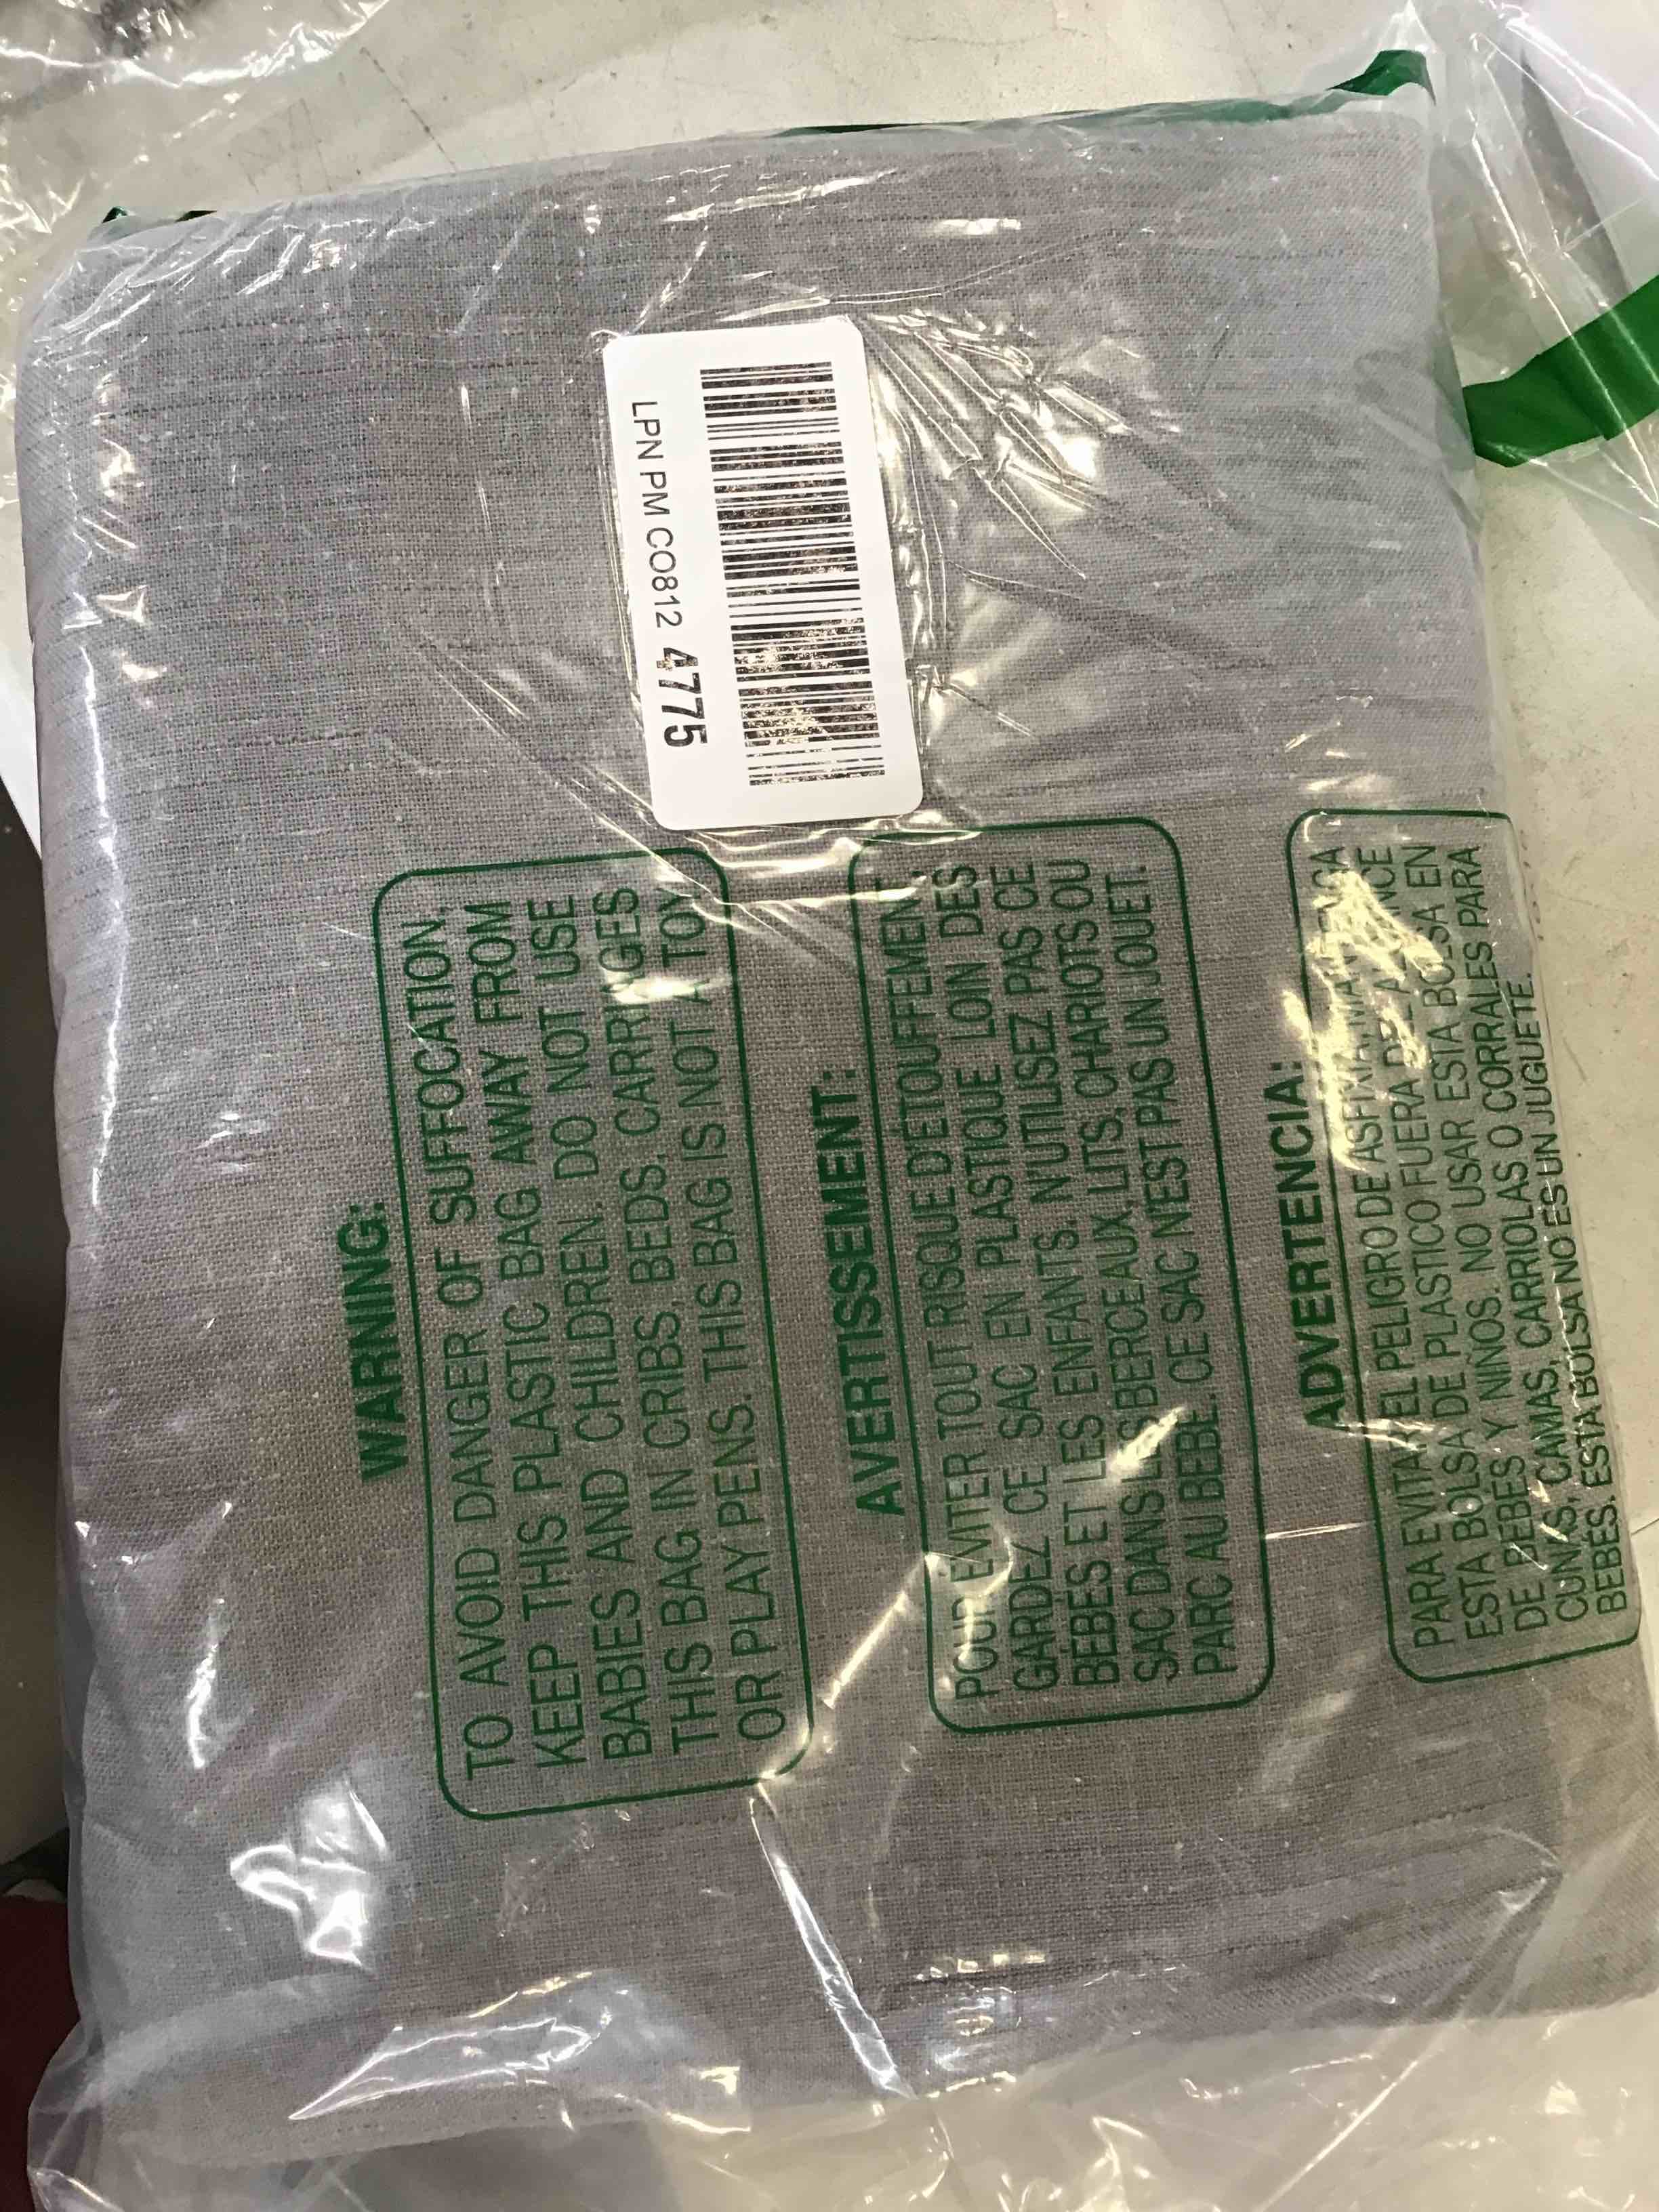 LPN PM CO812 4775
WARNING:
TO AVOID DANGER OF SUFFOCATION,
KEEP THIS PLASTIC BAG AWAY FROM
BABIES AND CHILDREN. DO NOT USE
THIS BAG IN CRIBS, BEDS, CARRIAGES
OR PLAY PENS. THIS BAG IS NOT A TOY
AVERTISSEMENT:
POUR EVITER TOUT RISQUE D'ETOUFFEMENT,
GARDEZ CE SAC EN PLASTIQUE LOIN DES
BEBES ET LES ENFANTS. N'UTILISEZ PAS CE
SAC DANS LES BERCEAUX, LITS, CHARIOTS OU
PARC AU BEBE. CE SAC N'EST PAS UN JOUET.
ADVERTENCIA:
PARA EVITAR EL PELIGRO DE ASFIXIA, MANTENGA
ESTA BOLSA DE PLASTICO FUERA DEL ALCANCE
DE BEBES Y NIÑOS. NO USAR ESTA BOLSA EN
CUNAS, CAMAS, CARRIOLAS O CORRALES PARA
BEBES. ESTA BOLSA NO ES UN JUGUETE.